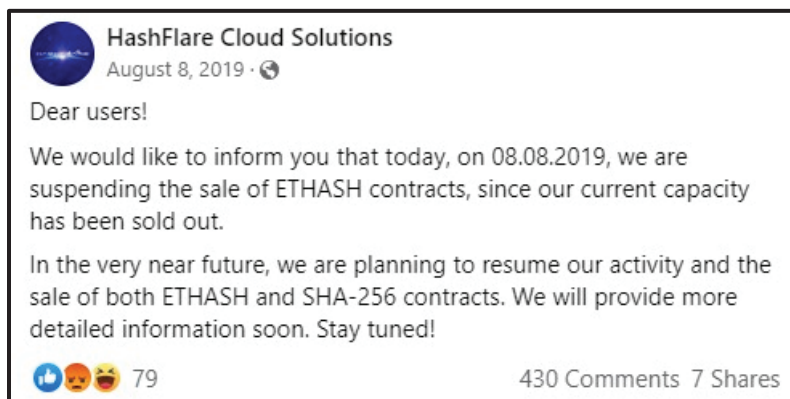 HashFlare Cloud Solutions
August 8, 2019 ·
Dear users!
We would like to inform you that today, on 08.08.2019, we are
suspending the sale of ETHASH contracts, since our current capacity
has been sold out.
In the very near future, we are planning to resume our activity and the
sale of both ETHASH and SHA-256 contracts. We will provide more
detailed information soon. Stay tuned!
79
430 Comments 7 Shares